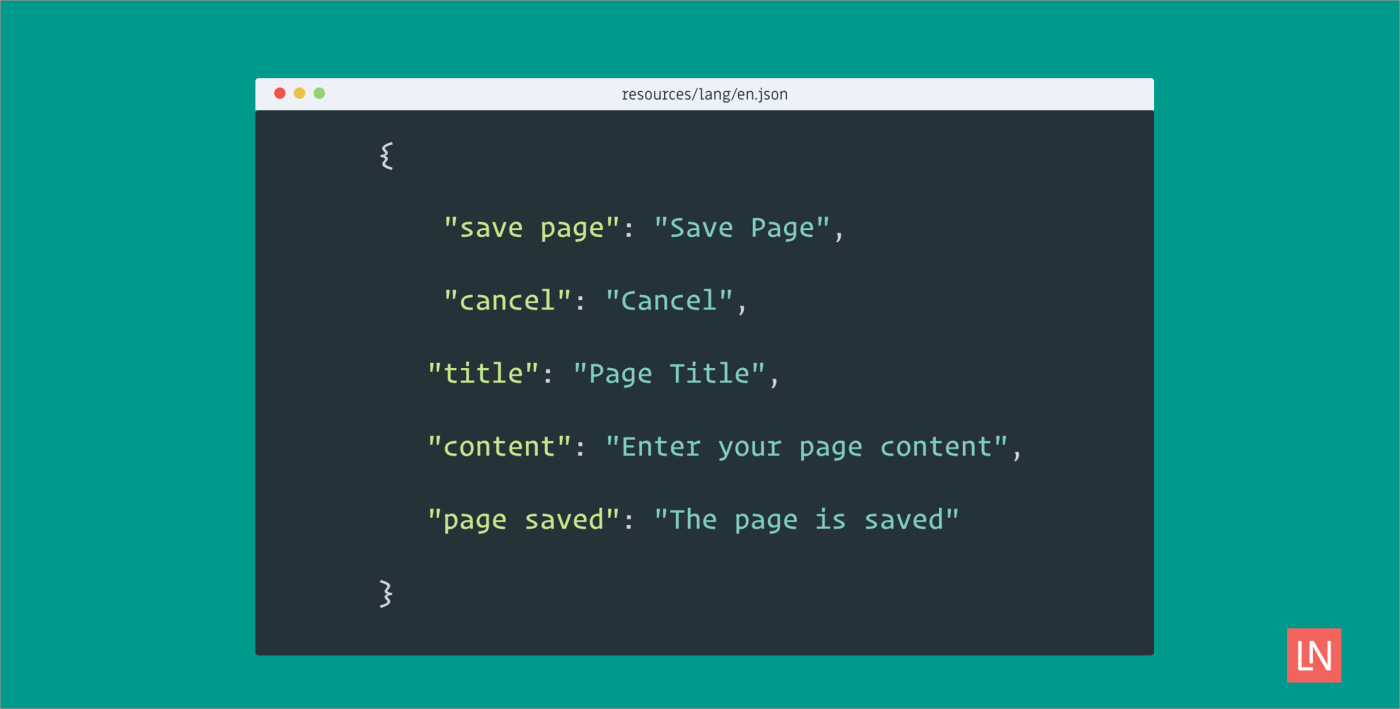 resources/lang/en.json
{
"save page": "Save Page",
"cancel": "Cancel",
"title": "Page Title",
"content": "Enter your page content",
"page saved": "The page is saved"
}
LN